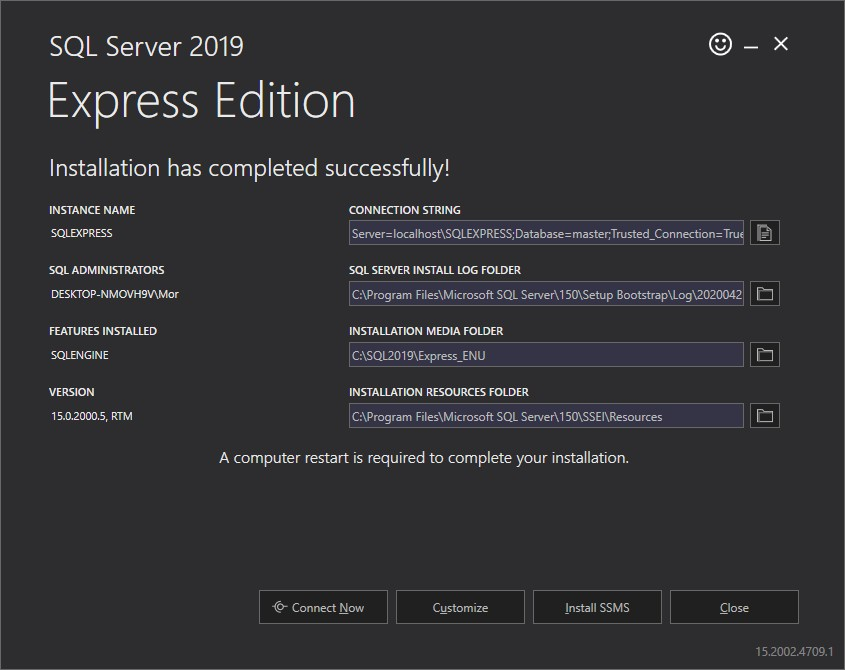 SQL Server 2019
Express Edition
Installation has completed successfully!
INSTANCE NAME
SQLEXPRESS
CONNECTION STRING
Server=localhost\SQLEXPRESS;Database=master;Trusted_Connection=True
SQL ADMINISTRATORS
DESKTOP-NMOVH9V\Mor
SQL SERVER INSTALL LOG FOLDER
C:\Program Files\Microsoft SQL Server\150\Setup Bootstrap\Log\2020042
FEATURES INSTALLED
SQLENGINE
INSTALLATION MEDIA FOLDER
C:\SQL2019\Express_ENU
VERSION
15.0.2000.5, RTM
INSTALLATION RESOURCES FOLDER
C:\Program Files\Microsoft SQL Server\150\SSEI\Resources
A computer restart is required to complete your installation.
Connect Now
Customize
Install SSMS
Close
15.2002.4709.1